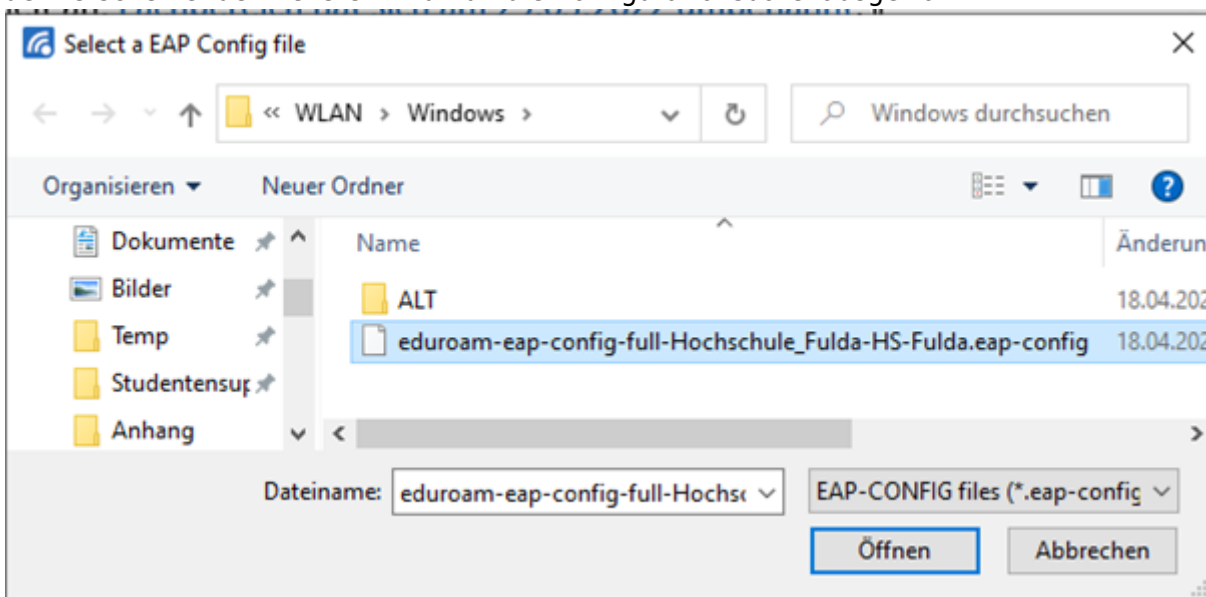 Select a EAP Config file
« WLAN > Windows >
Windows durchsuchen
Organisieren
Neuer Ordner
Dokumente
Bilder
Temp
Studentensup
Anhang
Name
Änderun
ALT
18.04.202
eduroam-eap-config-full-Hochschule_Fulda-HS-Fulda.eap-config
18.04.202
Dateiname:
eduroam-eap-config-full-Hochs
EAP-CONFIG files (*.eap-config
Öffnen
Abbrechen